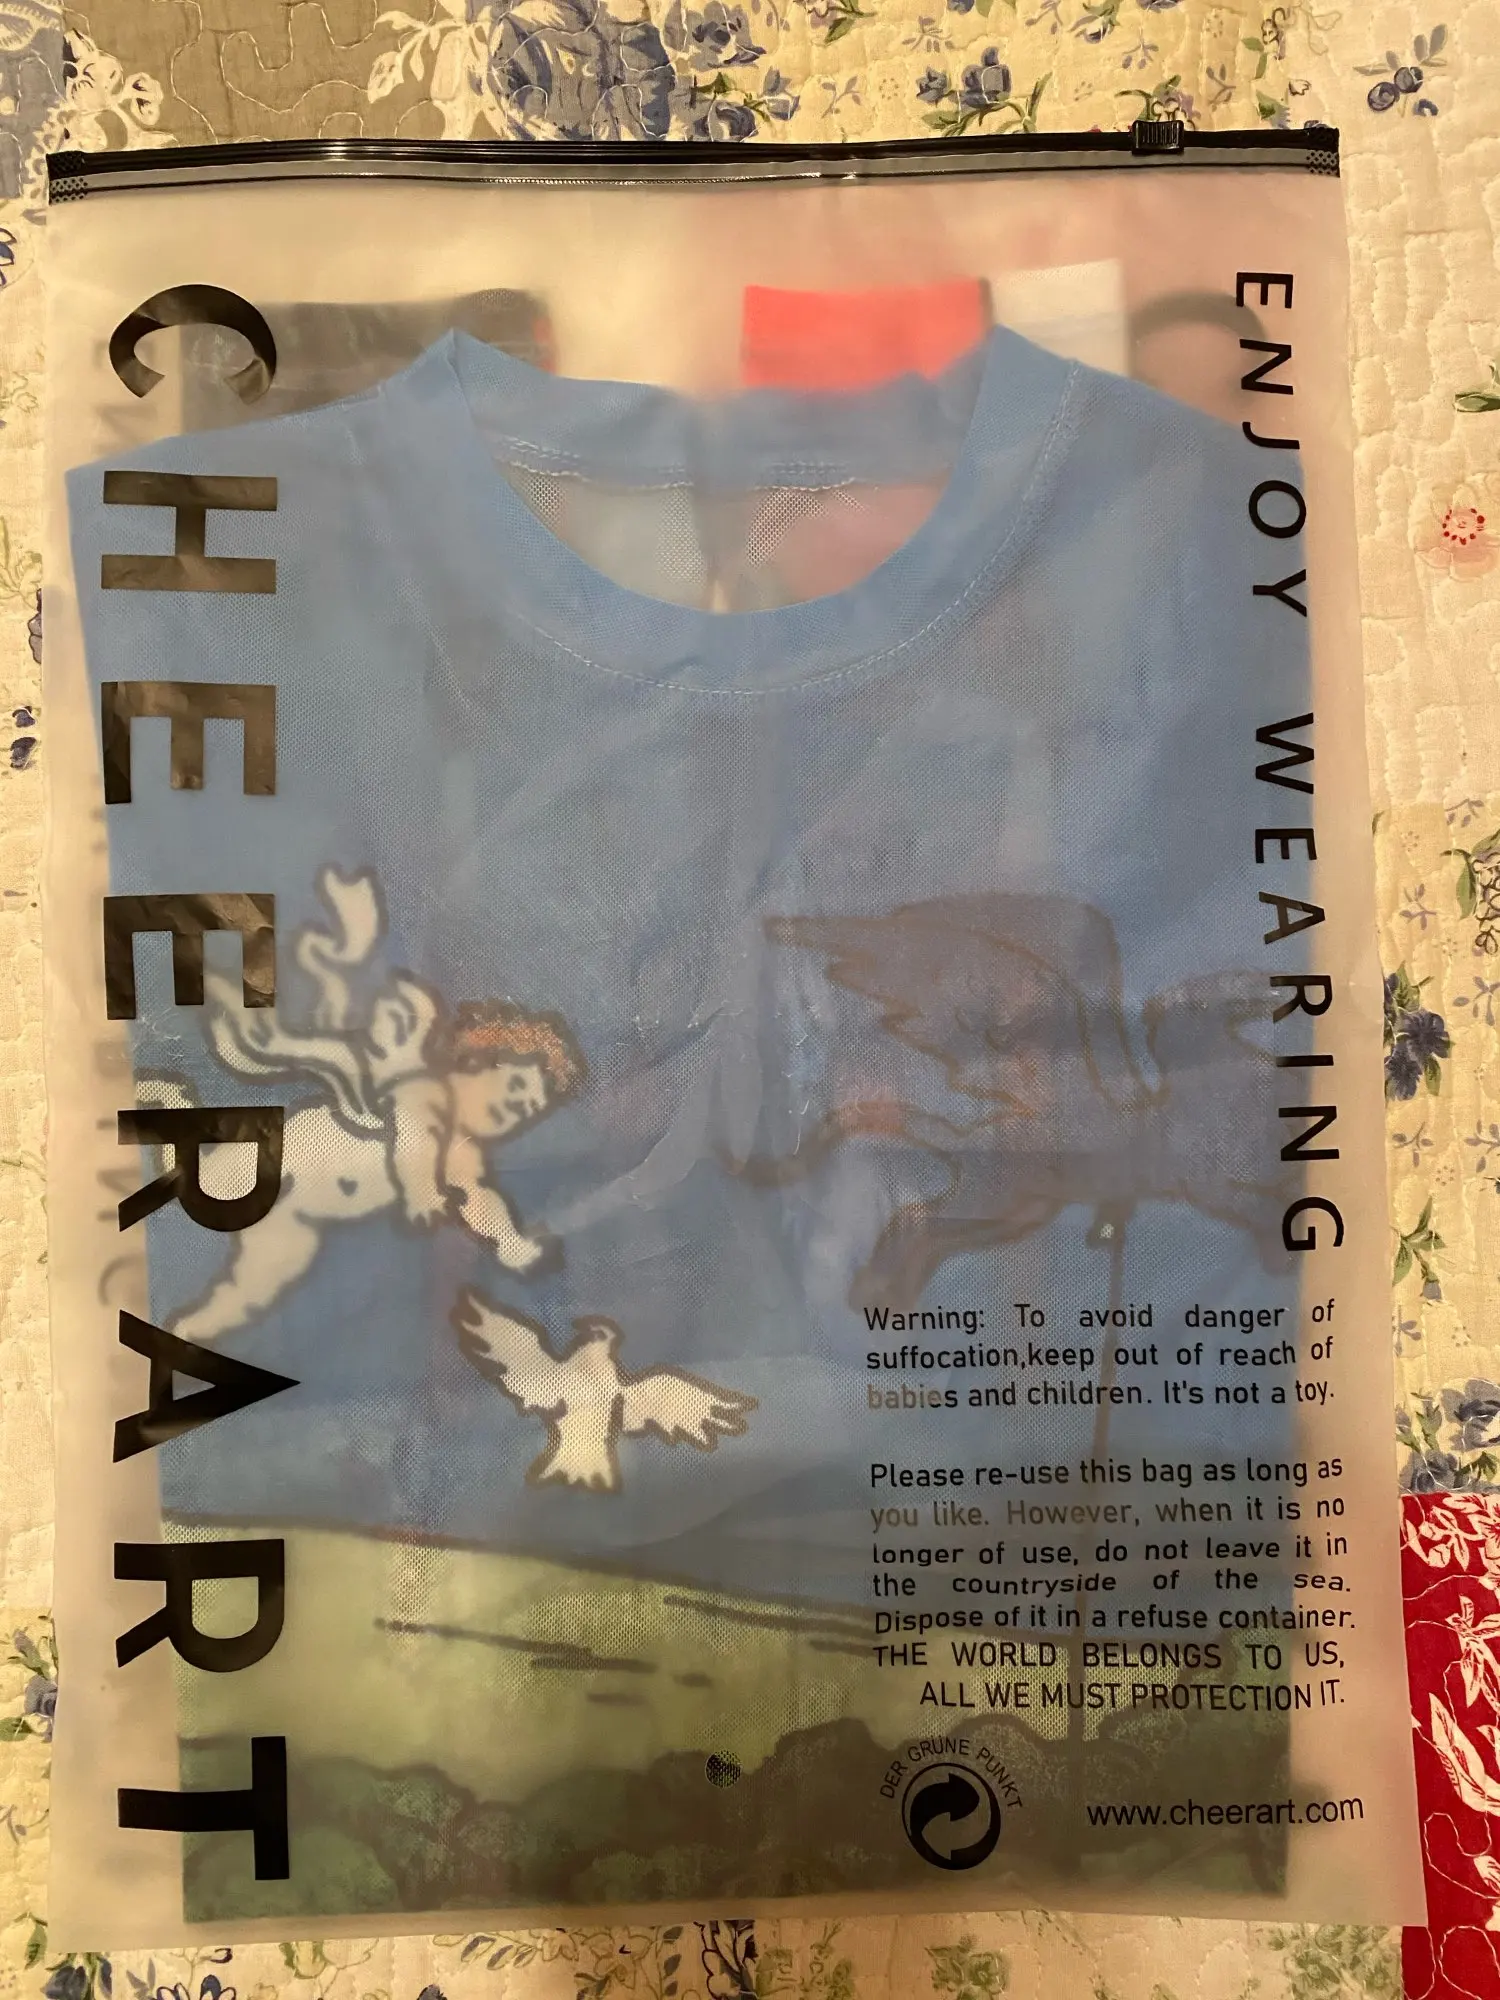 CHEERART
ENJOY WEARING
Warning: To avoid danger of
suffocation,keep out of reach of
babies and children. It's not a toy.
Please re-use this bag as long as
you like. However, when it is no
longer of use, do not leave it in
the countryside of the sea.
Dispose of it in a refuse container.
THE WORLD BELONGS TO US,
ALL WE MUST PROTECTION IT.
DER GRÜNE PUNKT
www.cheerart.com